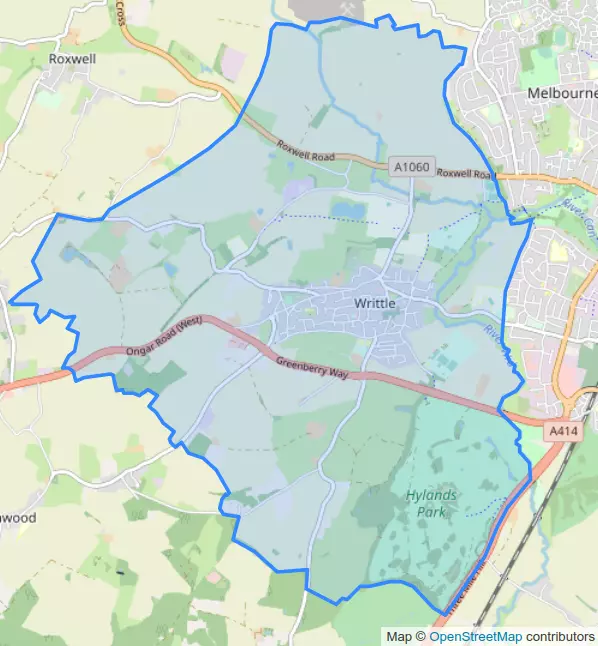 Cross
Roxwell
Melbourne
Roxwell Road
A1060
Roxwell Road
River Can
Writtle
Ongar Road (West)
Greenberry Way
A414
Hylands
Park
nwood
Three Mile Hill
Map © OpenStreetMap contributors